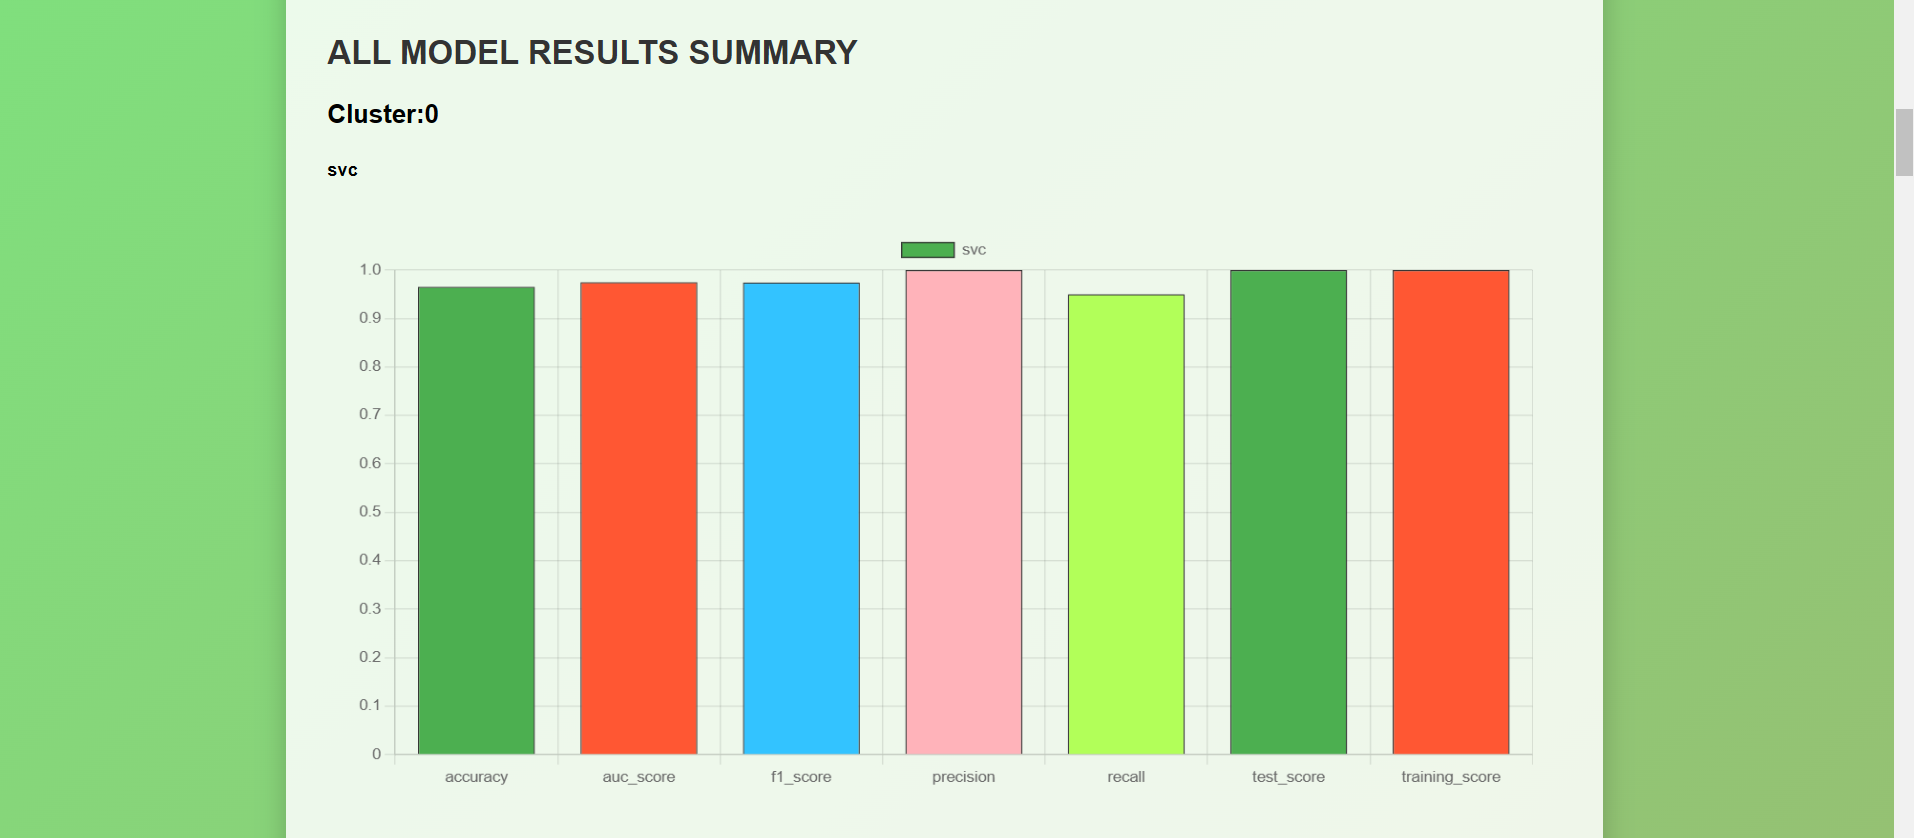 ALL MODEL RESULTS SUMMARY
Cluster:0
svc
svc
1.0
0.9
0.8
0.7
0.6
0.5
0.4
0.3
0.2
0.1
0
accuracy auc_score f1_score precision recall test_score training_score